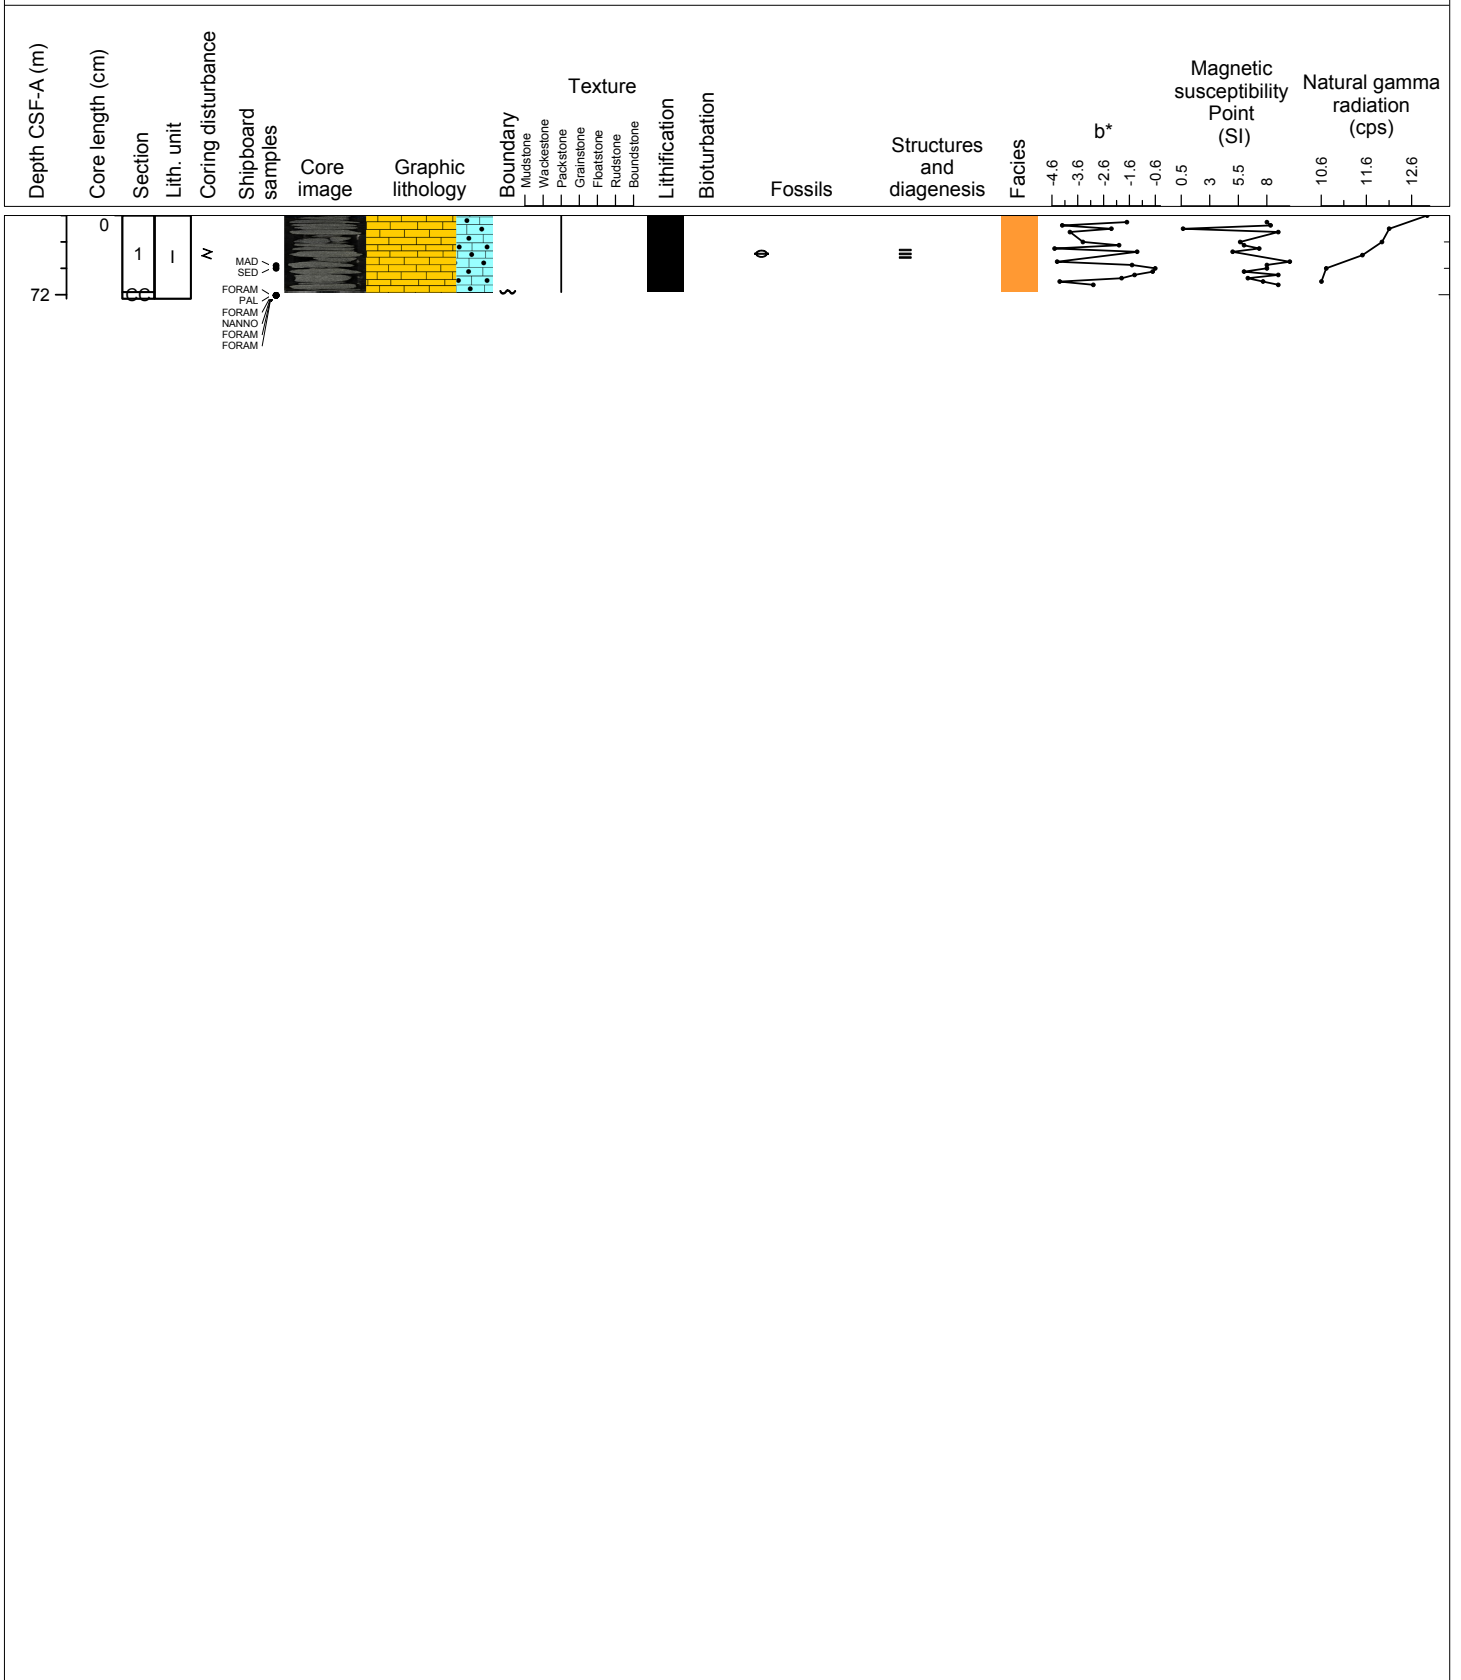 Depth CSF-A (m)
Core length (cm)
Section
Lith. unit
Coring disturbance
Shipboard
samples
Core
image
Graphic
lithology
Boundary
Texture
Mudstone
Wackestone
Packstone
Grainstone
Floatstone
Rudstone
Boundstone
Lithification
Bioturbation
Fossils
Structures
and
diagenesis
Facies
b*
-4.6
-3.6
-2.6
-1.6
-0.6
Magnetic
susceptibility
Point
(SI)
0.5
3
5.5
8
Natural gamma
radiation
(cps)
10.6
11.6
12.6
0
1
I
MAD
SED
72
CC
FORAM
PAL
FORAM
NANNO
FORAM
FORAM